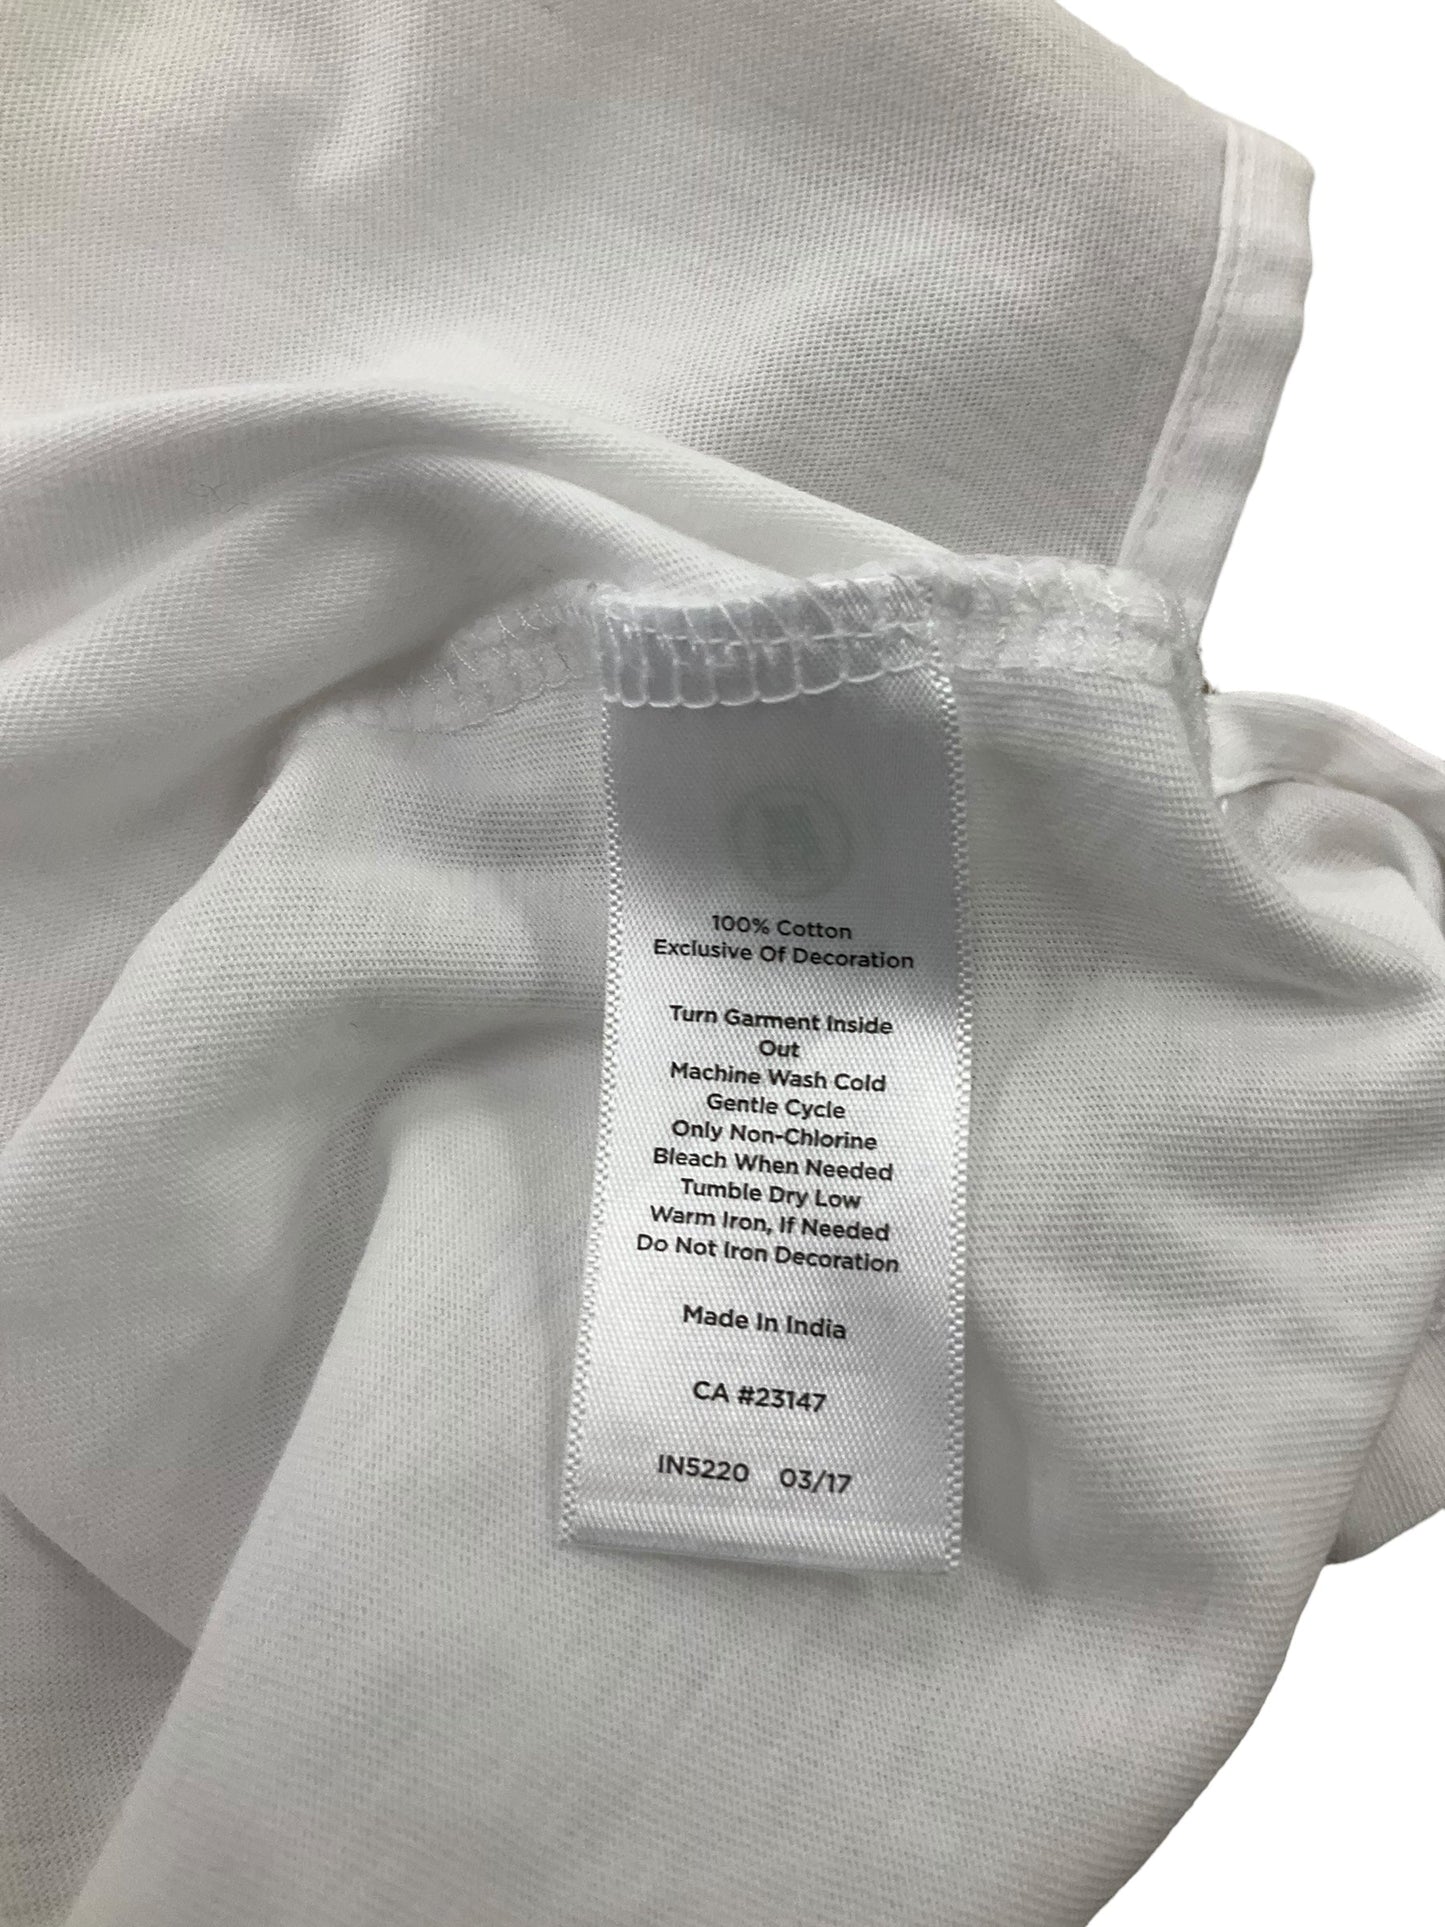 100% Cotton
Exclusive Of Decoration
Turn Garment Inside
Out
Machine Wash Cold
Gentle Cycle
Only Non-Chlorine
Bleach When Needed
Tumble Dry Low
Warm Iron, If Needed
Do Not Iron Decoration
Made In India
CA #23147
IN5220 03/17